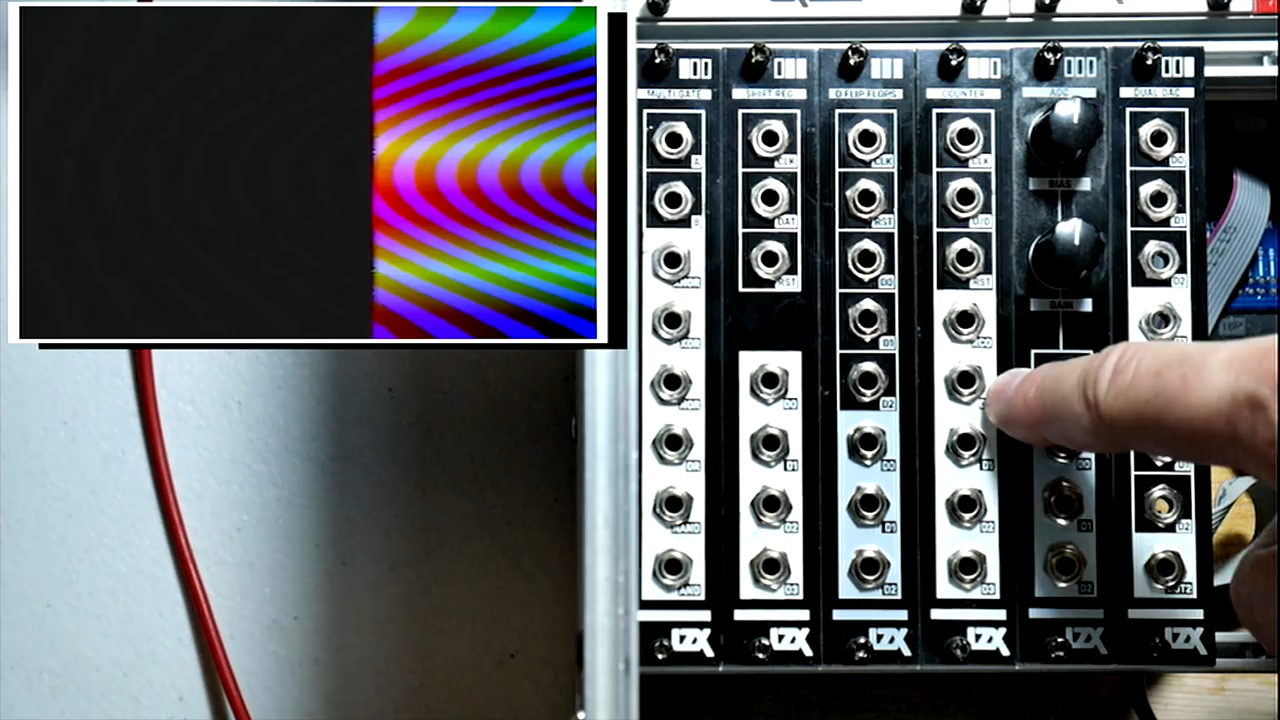 MULTI GATE
A
B
XNOR
XOR
NOR
OR
NAND
AND
LZX
SHIFT REG
CLK
DAT
RST
D0
D1
D2
D3
LZX
D FLIP FLOPS
CLK
RST
D0
D1
D2
D0
D1
D2
LZX
COUNTER
CLK
U/D
RST
D1
D2
D3
LZX
ADC
BIAS
GAIN
D0
D1
D2
LZX
DUAL DAC
D0
D1
D2
D1
D2
OUT2
LZX